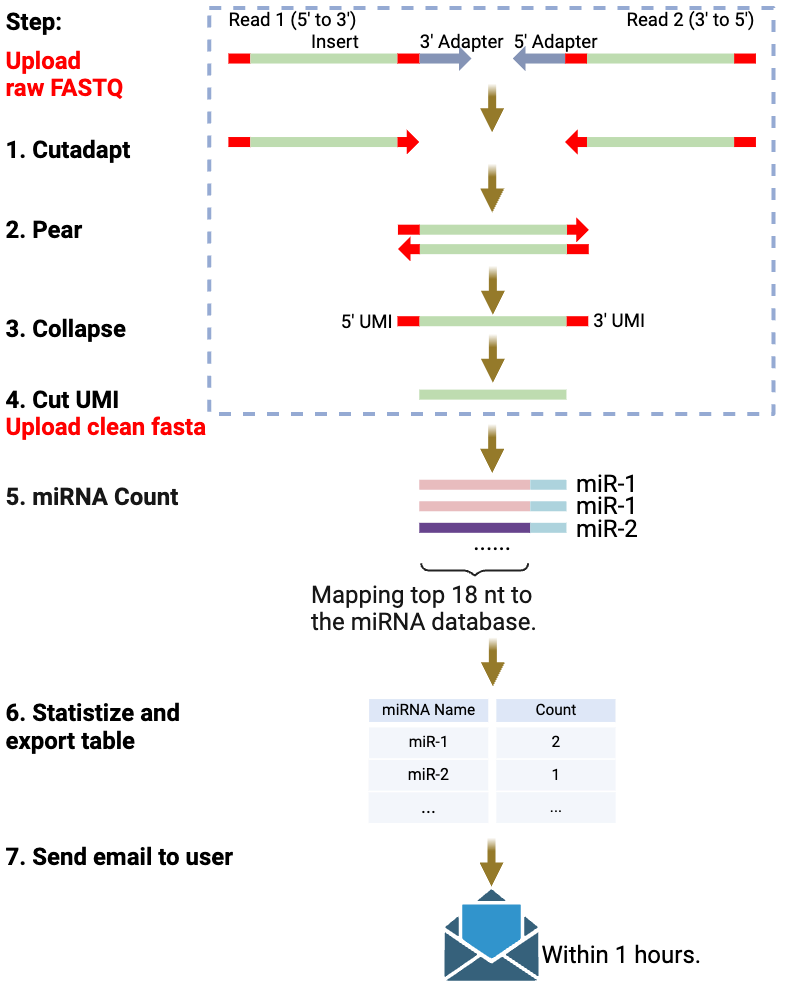 Step:
Read 1 (5' to 3')
Read 2 (3' to 5')
Insert
3' Adapter
5' Adapter
Upload
raw FASTQ
1. Cutadapt
2. Pear
3. Collapse
5' UMI
3' UMI
4. Cut UMI
Upload clean fasta
5. miRNA Count
miR-1
miR-1
miR-2
......
Mapping top 18 nt to
the miRNA database.
6. Statistize and
export table
miRNA Name
Count
miR-1
2
miR-2
1
...
...
7. Send email to user
Within 1 hours.